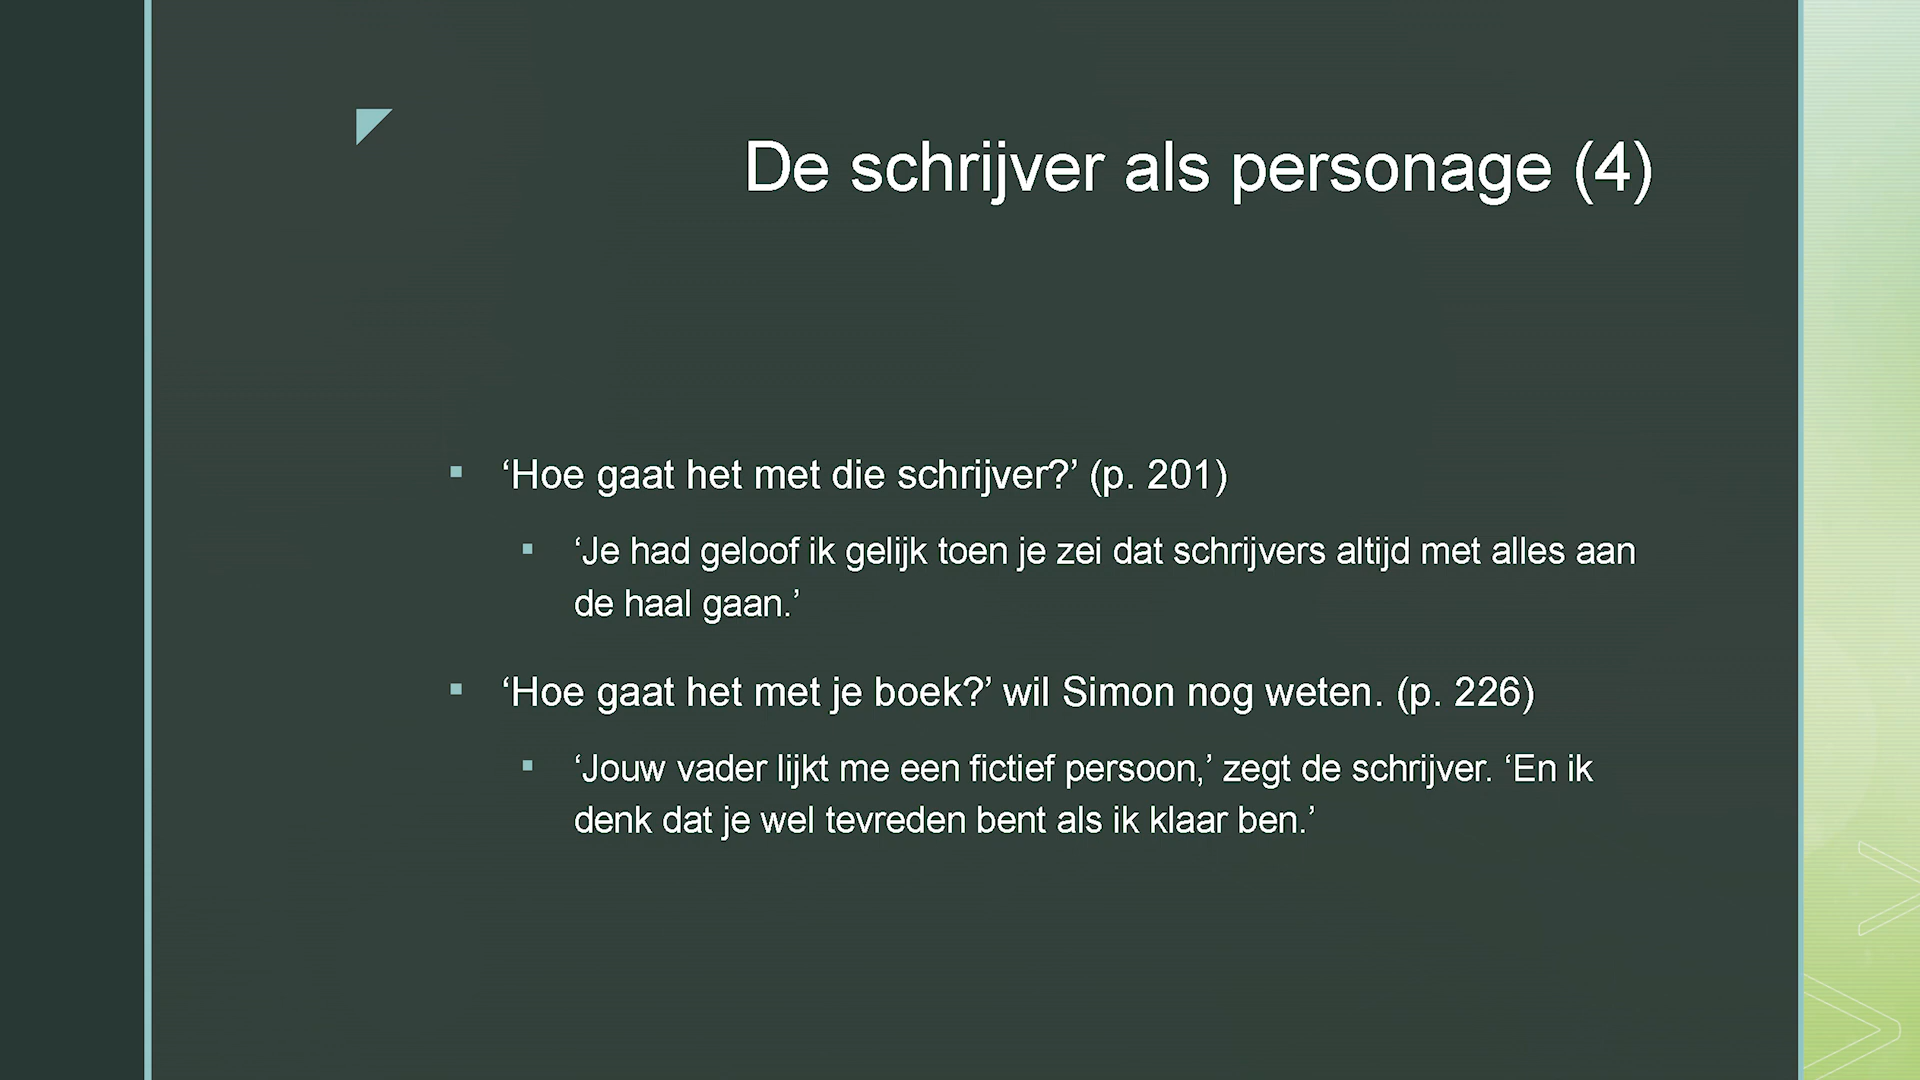 De schrijver als personage (4)
‘Hoe gaat het met die schrijver?’ (p. 201)
‘Je had geloof ik gelijk toen je zei dat schrijvers altijd met alles aan
de haal gaan.’
‘Hoe gaat het met je boek?’ wil Simon nog weten. (p. 226)
‘Jouw vader lijkt me een fictief persoon,’ zegt de schrijver. ‘En ik
denk dat je wel tevreden bent als ik klaar ben.’